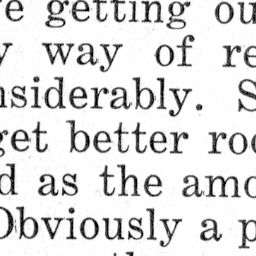 e getting ou
y way of re
nsiderably. S
get better roo
d as the amo
Obviously a p